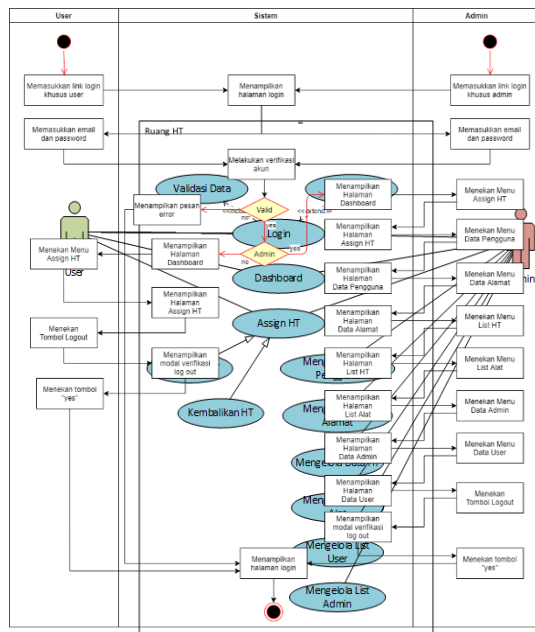 User
Sistem
Admin
Memasukkan link login
khusus user
Menampilkan
halaman login
Memasukkan link login
khusus admin
Memasukkan email
dan password
Ruang HT
Memasukkan email
dan password
Melakukan verifikasi
akun
Validasi Data
Menampilkan
Halaman
Dashboard
Menekan Menu
Assign HT
Menampilkan pesan
error
no
Valid
yes
Login
Menampilkan
Halaman
Assign HT
Menekan Menu
Data Pengguna
Menekan Menu
Assign HT
User
Menampilkan
Halaman
Dashboard
no
Admin
yes
Dashboard
Menampilkan
Halaman
Data Pengguna
Menekan Menu
Data Alamat
Menampilkan
Halaman
Assign HT
Assign HT
Menampilkan
Halaman
Data Alamat
Menekan Menu
List HT
Menekan
Tombol Logout
Menampilkan modal verifikasi
log out
Menampilkan
Halaman
List HT
Menekan Menu
List Alat
Menekan tombol
"yes"
Kembalikan HT
Menampilkan
Halaman
List Alat
Alamat
Menekan Menu
Data Admin
Menampilkan
Halaman
Data Admin
Menekan Menu
Data User
Menampilkan
Halaman
Data User
Menekan
Tombol Logout
Menampilkan
modal verifikasi
log out
Mengelola List
User
Menampilkan
halaman login
Menekan tombol
"yes"
Mengelola List
Admin